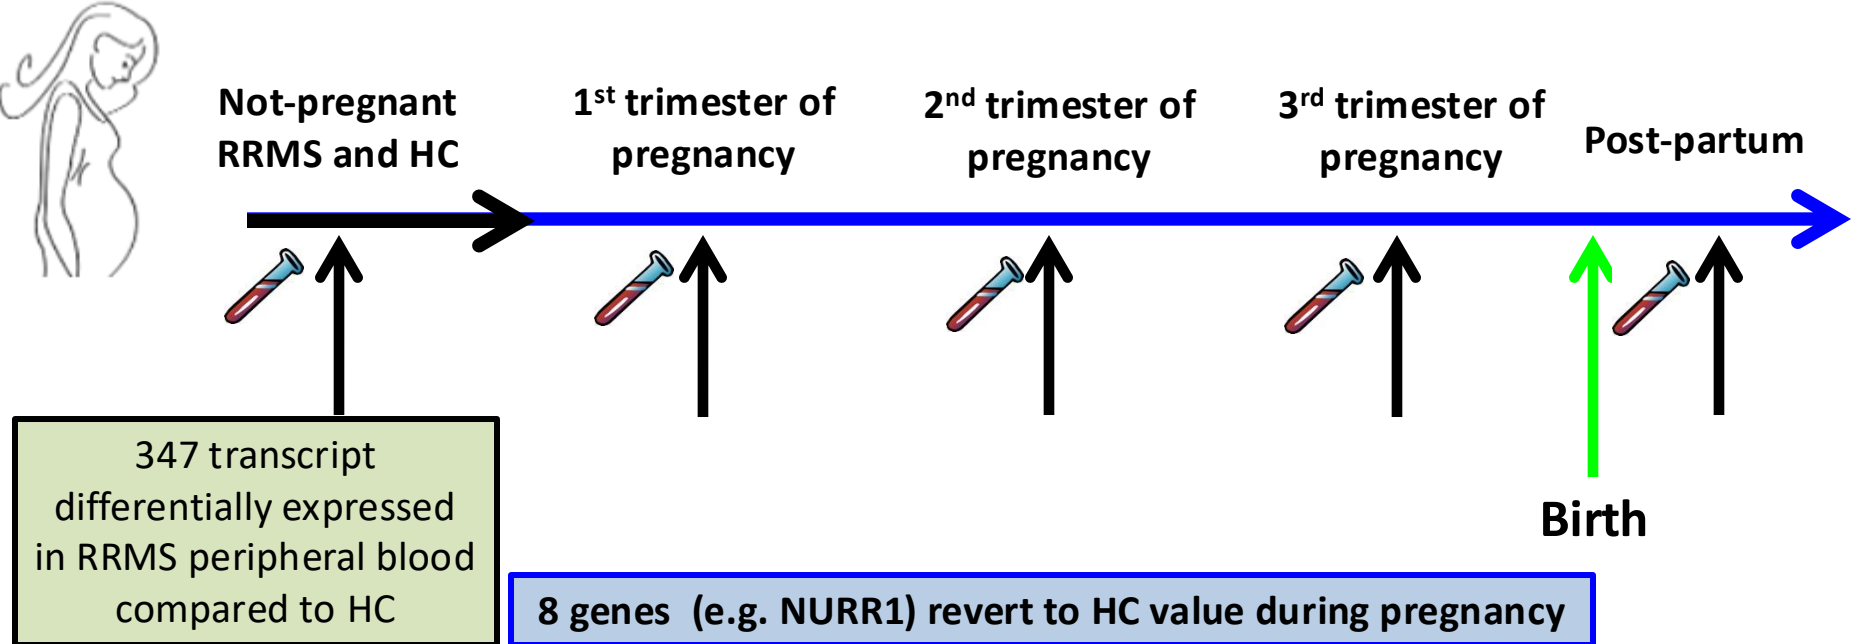 Not-pregnant
RRMS and HC
1st trimester of
pregnancy
2nd trimester of
pregnancy
3rd trimester of
pregnancy
Post-partum
347 transcript
differentially expressed
in RRMS peripheral blood
compared to HC
Birth
8 genes (e.g. NURR1) revert to HC value during pregnancy